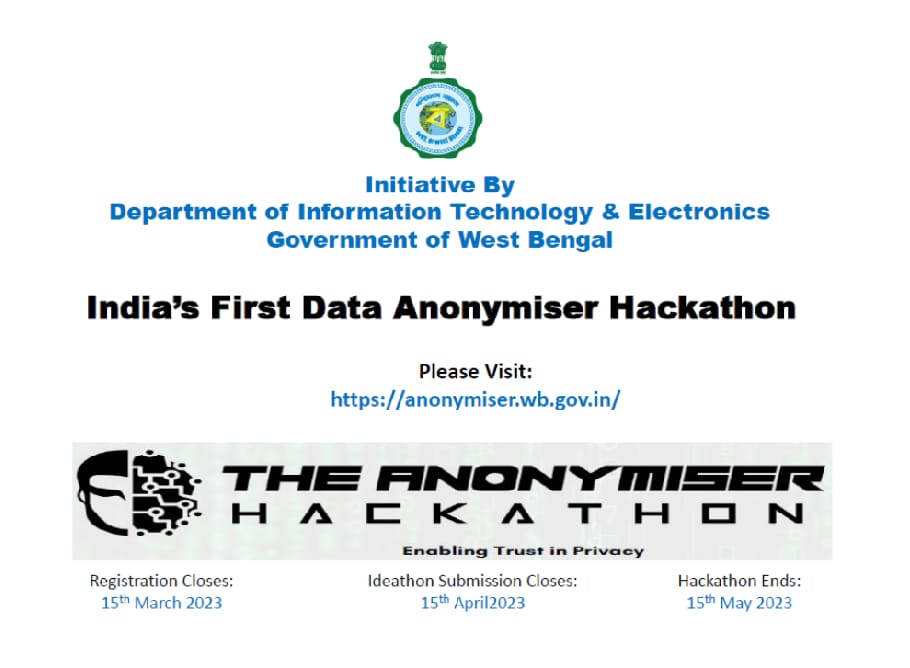 Initiative By
Department of Information Technology & Electronics
Government of West Bengal
India’s First Data Anonymiser Hackathon
Please Visit:
https://anonymiser.wb.gov.in/
THE ANONYMISER
HACKATHON
Enabling Trust in Privacy
Registration Closes:
15th March 2023
Ideathon Submission Closes:
15th April2023
Hackathon Ends:
15th May 2023